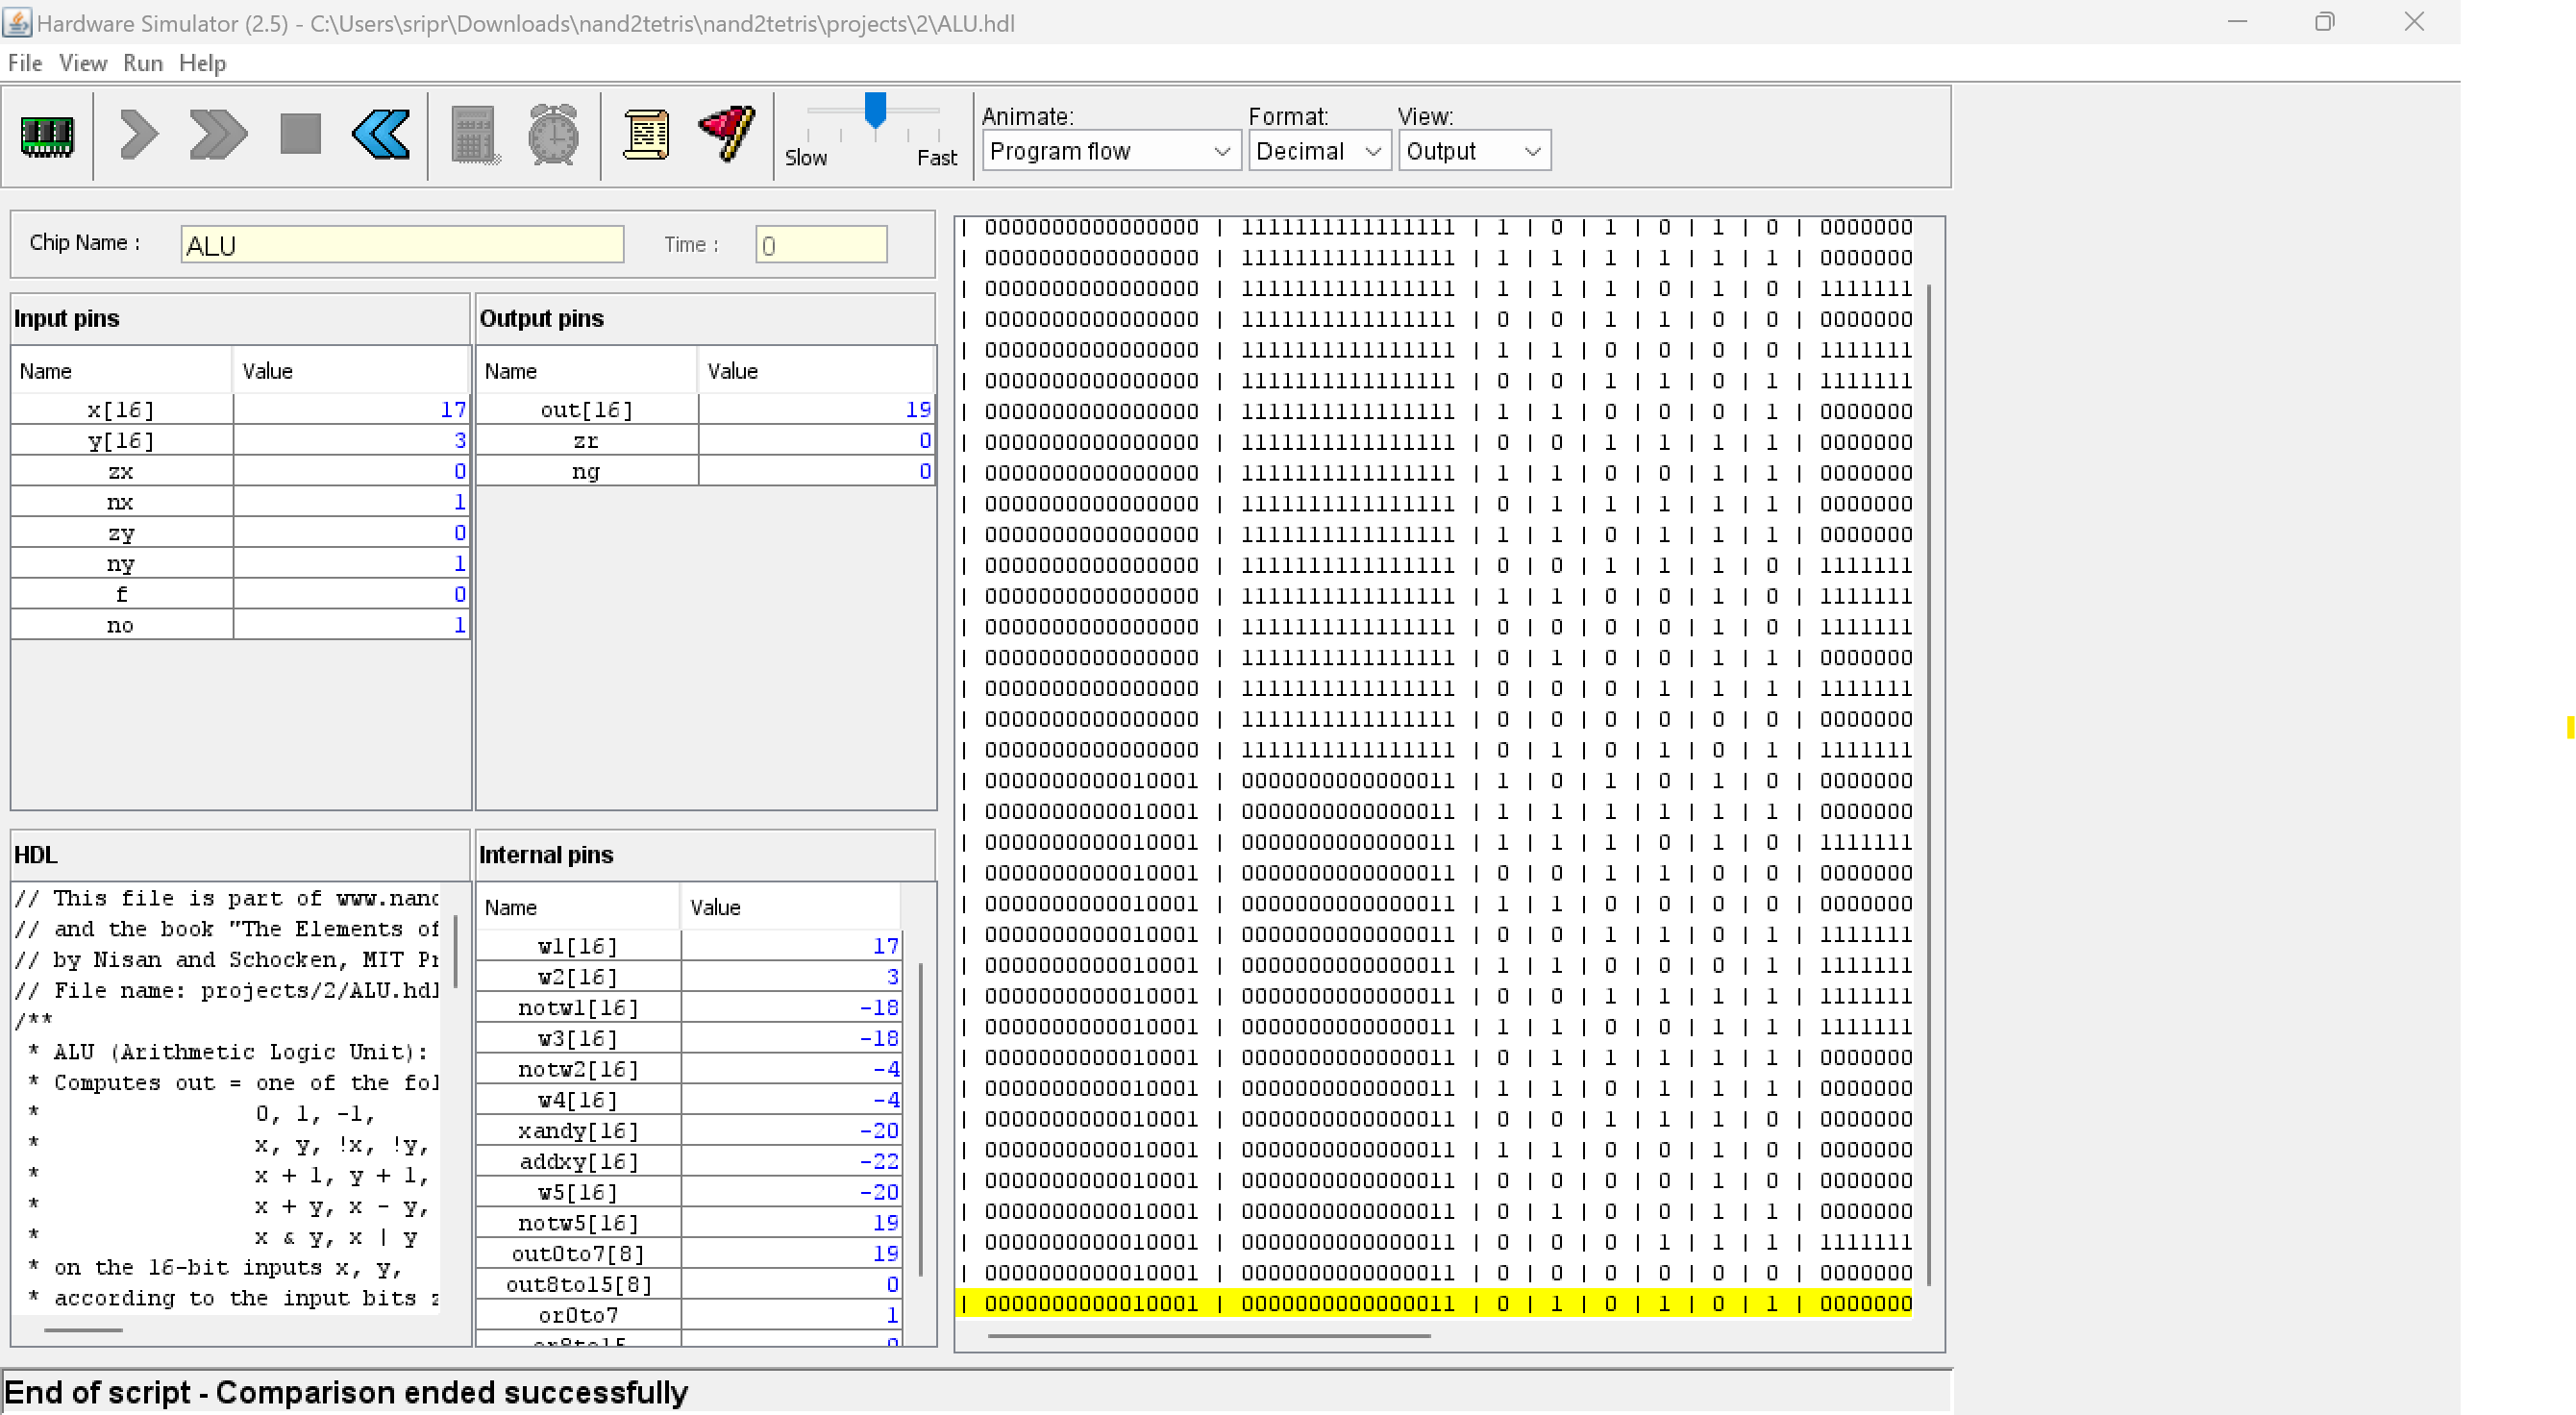 Hardware Simulator (2.5) - C:\Users\sripr\Downloads\nand2tetris\nand2tetris\projects\2\ALU.hdl
File View Run Help
Slow Fast
Animate: Format: View:
Program flow Decimal Output
Chip Name : ALU Time : 0
Input pins
Name Value
x[16] 17
y[16] 3
zx 0
nx 1
zy 0
ny 1
f 0
no 1
Output pins
Name Value
out[16] 19
zr 0
ng 0
HDL
// This file is part of www.nand
// and the book "The Elements of
// by Nisan and Schocken, MIT Pr
// File name: projects/2/ALU.hdl
/**
* ALU (Arithmetic Logic Unit):
* Computes out = one of the fol
* 0, 1, -1,
* x, y, !x, !y,
* x + 1, y + 1,
* x + y, x - y,
* x & y, x | y
* on the 16-bit inputs x, y,
* according to the input bits z
Internal pins
Name Value
w1[16] 17
w2[16] 3
notw1[16] -18
w3[16] -18
notw2[16] -4
w4[16] -4
xandy[16] -20
addxy[16] -22
w5[16] -20
notw5[16] 19
out0to7[8] 19
out8to15[8] 0
or0to7 1
or8to15 0
| 0000000000000000 | 1111111111111111 | 1 | 0 | 1 | 0 | 1 | 0 | 0000000
| 0000000000000000 | 1111111111111111 | 1 | 1 | 1 | 1 | 1 | 1 | 0000000
| 0000000000000000 | 1111111111111111 | 1 | 1 | 1 | 0 | 1 | 0 | 1111111
| 0000000000000000 | 1111111111111111 | 0 | 0 | 1 | 1 | 0 | 0 | 0000000
| 0000000000000000 | 1111111111111111 | 1 | 1 | 0 | 0 | 0 | 0 | 1111111
| 0000000000000000 | 1111111111111111 | 0 | 0 | 1 | 1 | 0 | 1 | 1111111
| 0000000000000000 | 1111111111111111 | 1 | 1 | 0 | 0 | 0 | 1 | 0000000
| 0000000000000000 | 1111111111111111 | 0 | 0 | 1 | 1 | 1 | 1 | 0000000
| 0000000000000000 | 1111111111111111 | 1 | 1 | 0 | 0 | 1 | 1 | 0000000
| 0000000000000000 | 1111111111111111 | 0 | 1 | 1 | 1 | 1 | 1 | 0000000
| 0000000000000000 | 1111111111111111 | 1 | 1 | 0 | 1 | 1 | 1 | 0000000
| 0000000000000000 | 1111111111111111 | 0 | 0 | 1 | 1 | 1 | 0 | 1111111
| 0000000000000000 | 1111111111111111 | 1 | 1 | 0 | 0 | 1 | 0 | 1111111
| 0000000000000000 | 1111111111111111 | 0 | 0 | 0 | 0 | 1 | 0 | 1111111
| 0000000000000000 | 1111111111111111 | 0 | 1 | 0 | 0 | 1 | 1 | 0000000
| 0000000000000000 | 1111111111111111 | 0 | 0 | 0 | 1 | 1 | 1 | 1111111
| 0000000000000000 | 1111111111111111 | 0 | 0 | 0 | 0 | 0 | 0 | 0000000
| 0000000000000000 | 1111111111111111 | 0 | 1 | 0 | 1 | 0 | 1 | 1111111
| 0000000000010001 | 0000000000000011 | 1 | 0 | 1 | 0 | 1 | 0 | 0000000
| 0000000000010001 | 0000000000000011 | 1 | 1 | 1 | 1 | 1 | 1 | 0000000
| 0000000000010001 | 0000000000000011 | 1 | 1 | 1 | 0 | 1 | 0 | 1111111
| 0000000000010001 | 0000000000000011 | 0 | 0 | 1 | 1 | 0 | 0 | 0000000
| 0000000000010001 | 0000000000000011 | 1 | 1 | 0 | 0 | 0 | 0 | 0000000
| 0000000000010001 | 0000000000000011 | 0 | 0 | 1 | 1 | 0 | 1 | 1111111
| 0000000000010001 | 0000000000000011 | 1 | 1 | 0 | 0 | 0 | 1 | 1111111
| 0000000000010001 | 0000000000000011 | 0 | 0 | 1 | 1 | 1 | 1 | 1111111
| 0000000000010001 | 0000000000000011 | 1 | 1 | 0 | 0 | 1 | 1 | 1111111
| 0000000000010001 | 0000000000000011 | 0 | 1 | 1 | 1 | 1 | 1 | 0000000
| 0000000000010001 | 0000000000000011 | 1 | 1 | 0 | 1 | 1 | 1 | 0000000
| 0000000000010001 | 0000000000000011 | 0 | 0 | 1 | 1 | 1 | 0 | 0000000
| 0000000000010001 | 0000000000000011 | 1 | 1 | 0 | 0 | 1 | 0 | 0000000
| 0000000000010001 | 0000000000000011 | 0 | 0 | 0 | 0 | 1 | 0 | 0000000
| 0000000000010001 | 0000000000000011 | 0 | 1 | 0 | 0 | 1 | 1 | 0000000
| 0000000000010001 | 0000000000000011 | 0 | 0 | 0 | 1 | 1 | 1 | 1111111
| 0000000000010001 | 0000000000000011 | 0 | 0 | 0 | 0 | 0 | 0 | 0000000
| 0000000000010001 | 0000000000000011 | 0 | 1 | 0 | 1 | 0 | 1 | 0000000
End of script - Comparison ended successfully